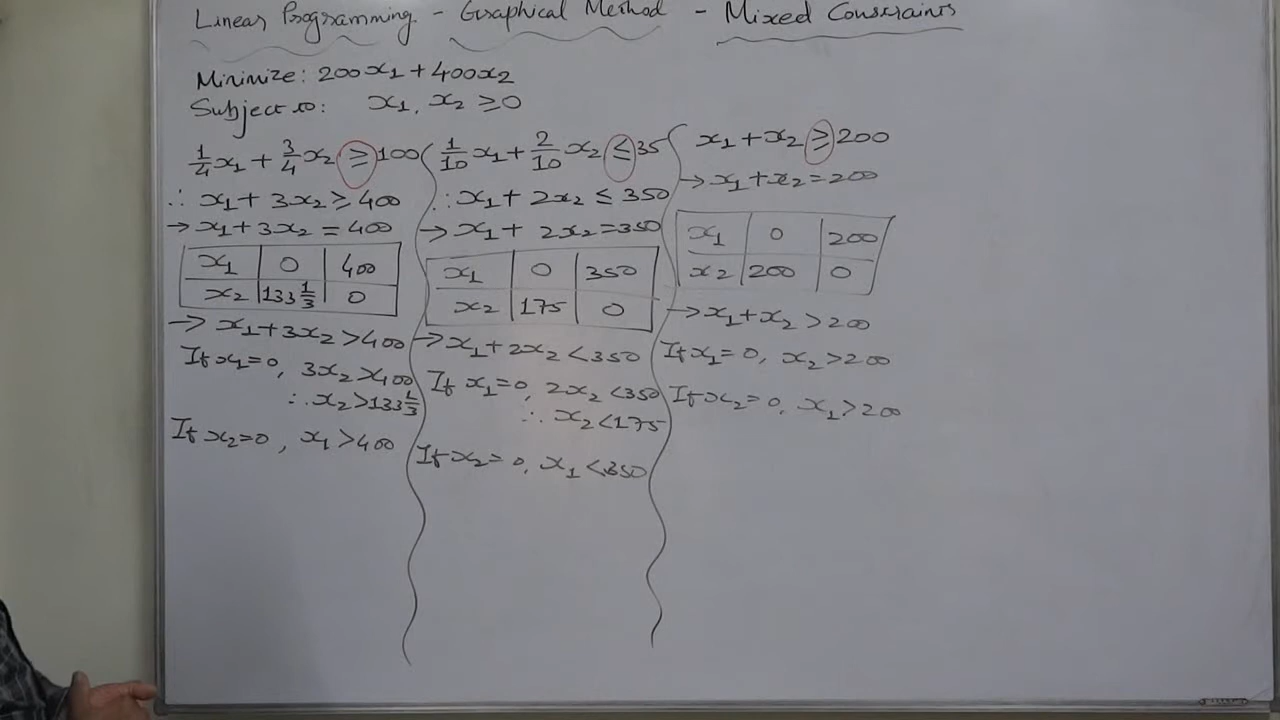 Linear Programming - Graphical Method - Mixed Constraints
Minimize: 200x₁ + 400x₂
Subject to: x₁, x₂ ≥ 0
1/4 x₁ + 3/4 x₂ ≥ 100
∴ x₁ + 3x₂ ≥ 400
→ x₁ + 3x₂ = 400
x₁ 0 400
x₂ 133 1/3 0
→ x₁ + 3x₂ > 400
If x₁ = 0, 3x₂ > 400
∴ x₂ > 133 1/3
If x₂ = 0, x₁ > 400
1/10 x₁ + 2/10 x₂ ≤ 35
∴ x₁ + 2x₂ ≤ 350
→ x₁ + 2x₂ = 350
x₁ 0 350
x₂ 175 0
→ x₁ + 2x₂ < 350
If x₁ = 0, 2x₂ < 350
∴ x₂ < 175
If x₂ = 0, x₁ < 350
x₁ + x₂ ≥ 200
→ x₁ + x₂ = 200
x₁ 0 200
x₂ 200 0
→ x₁ + x₂ > 200
If x₁ = 0, x₂ > 200
If x₂ = 0, x₁ > 200